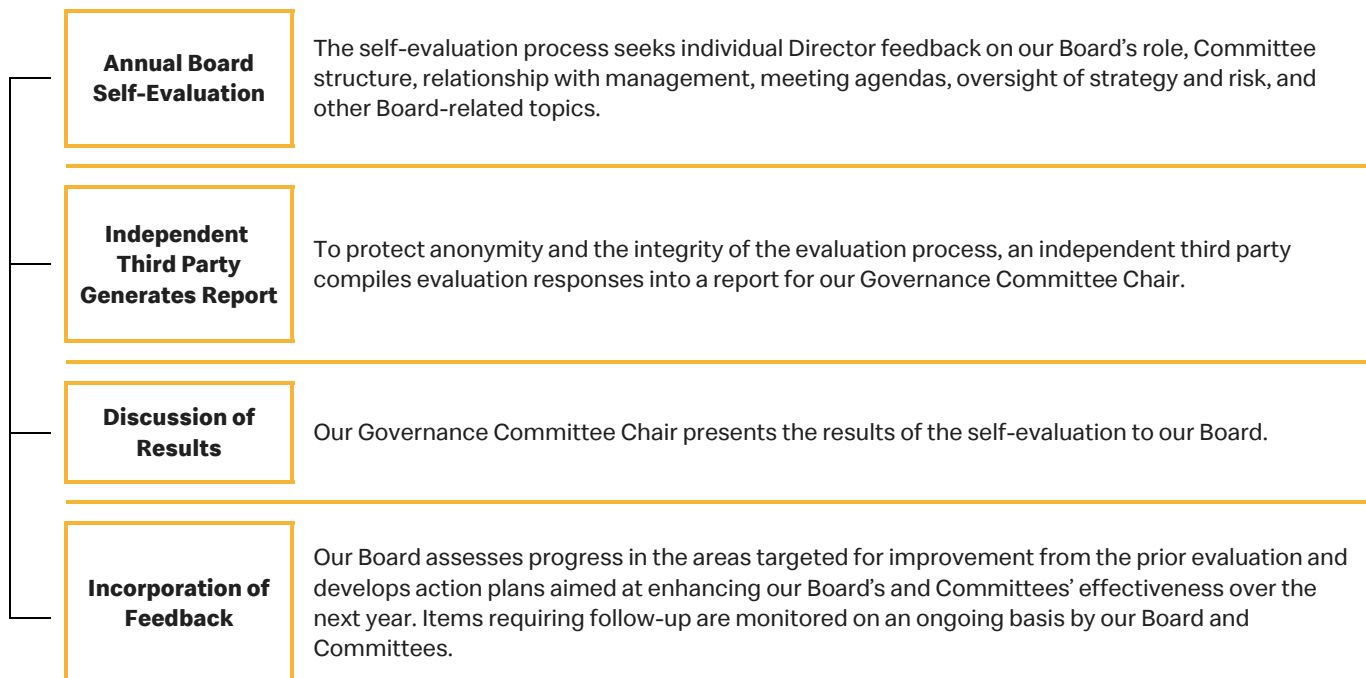 Annual Board
Self-Evaluation
The self-evaluation process seeks individual Director feedback on our Board’s role, Committee
structure, relationship with management, meeting agendas, oversight of strategy and risk, and
other Board-related topics.
Independent
Third Party
Generates Report
To protect anonymity and the integrity of the evaluation process, an independent third party
compiles evaluation responses into a report for our Governance Committee Chair.
Discussion of
Results
Our Governance Committee Chair presents the results of the self-evaluation to our Board.
Incorporation of
Feedback
Our Board assesses progress in the areas targeted for improvement from the prior evaluation and
develops action plans aimed at enhancing our Board’s and Committees’ effectiveness over the
next year. Items requiring follow-up are monitored on an ongoing basis by our Board and
Committees.